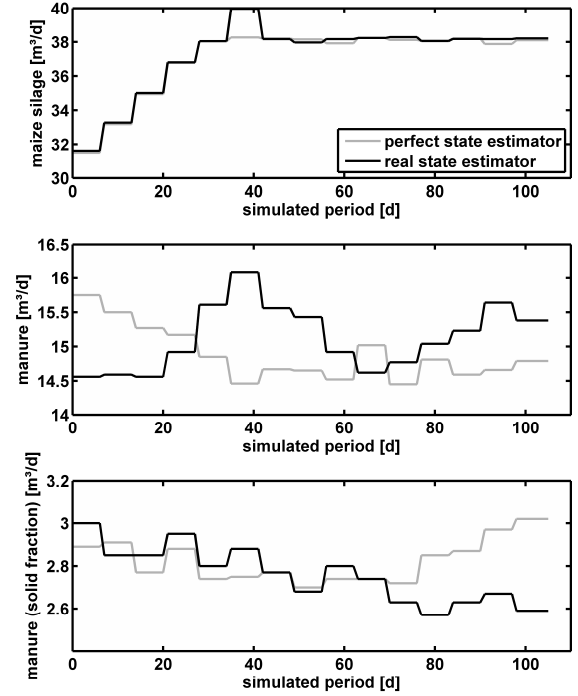 40
38
36
34
32
30
maize silage [m³/d]
perfect state estimator
real state estimator
0 20 40 60 80 100
simulated period [d]
16.5
16
15.5
15
14.5
14
manure [m³/d]
0 20 40 60 80 100
simulated period [d]
3.2
3
2.8
2.6
manure (solid fraction) [m³/d]
0 20 40 60 80 100
simulated period [d]